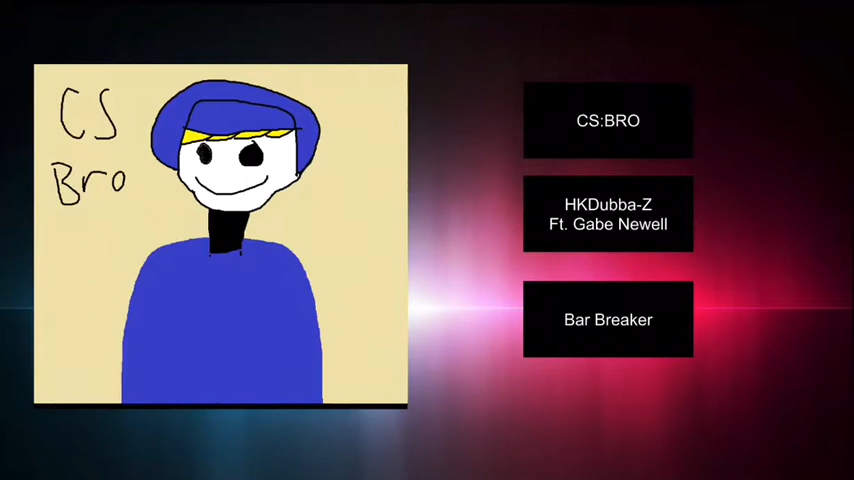 CS
Bro
CS:BRO
HKDubba-Z
Ft. Gabe Newell
Bar Breaker